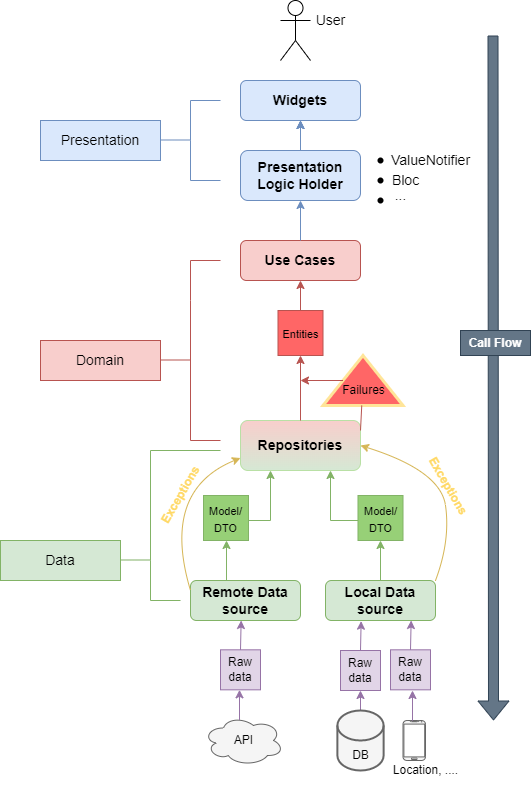 User
Widgets
Presentation
Presentation
Logic Holder
ValueNotifier
Bloc
...
Use Cases
Entities
Call Flow
Domain
Failures
Repositories
Exceptions
Exceptions
Model/
DTO
Model/
DTO
Data
Remote Data
source
Local Data
source
Raw
data
Raw
data
Raw
data
API
DB
Location, ....